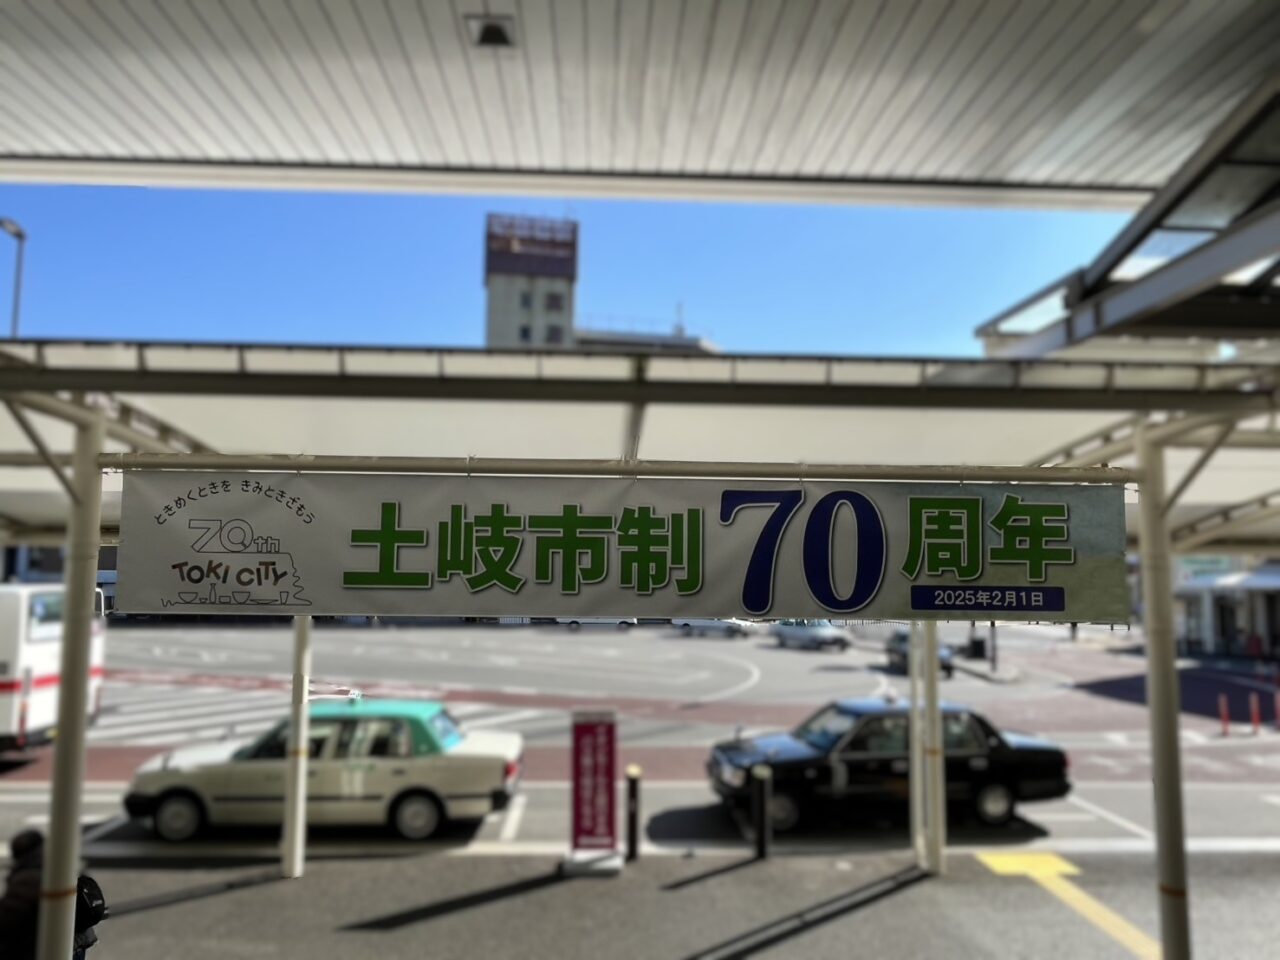 ときめくときを きみときざもう
70th
TOKI CITY
土岐市制70周年
2025年2月1日